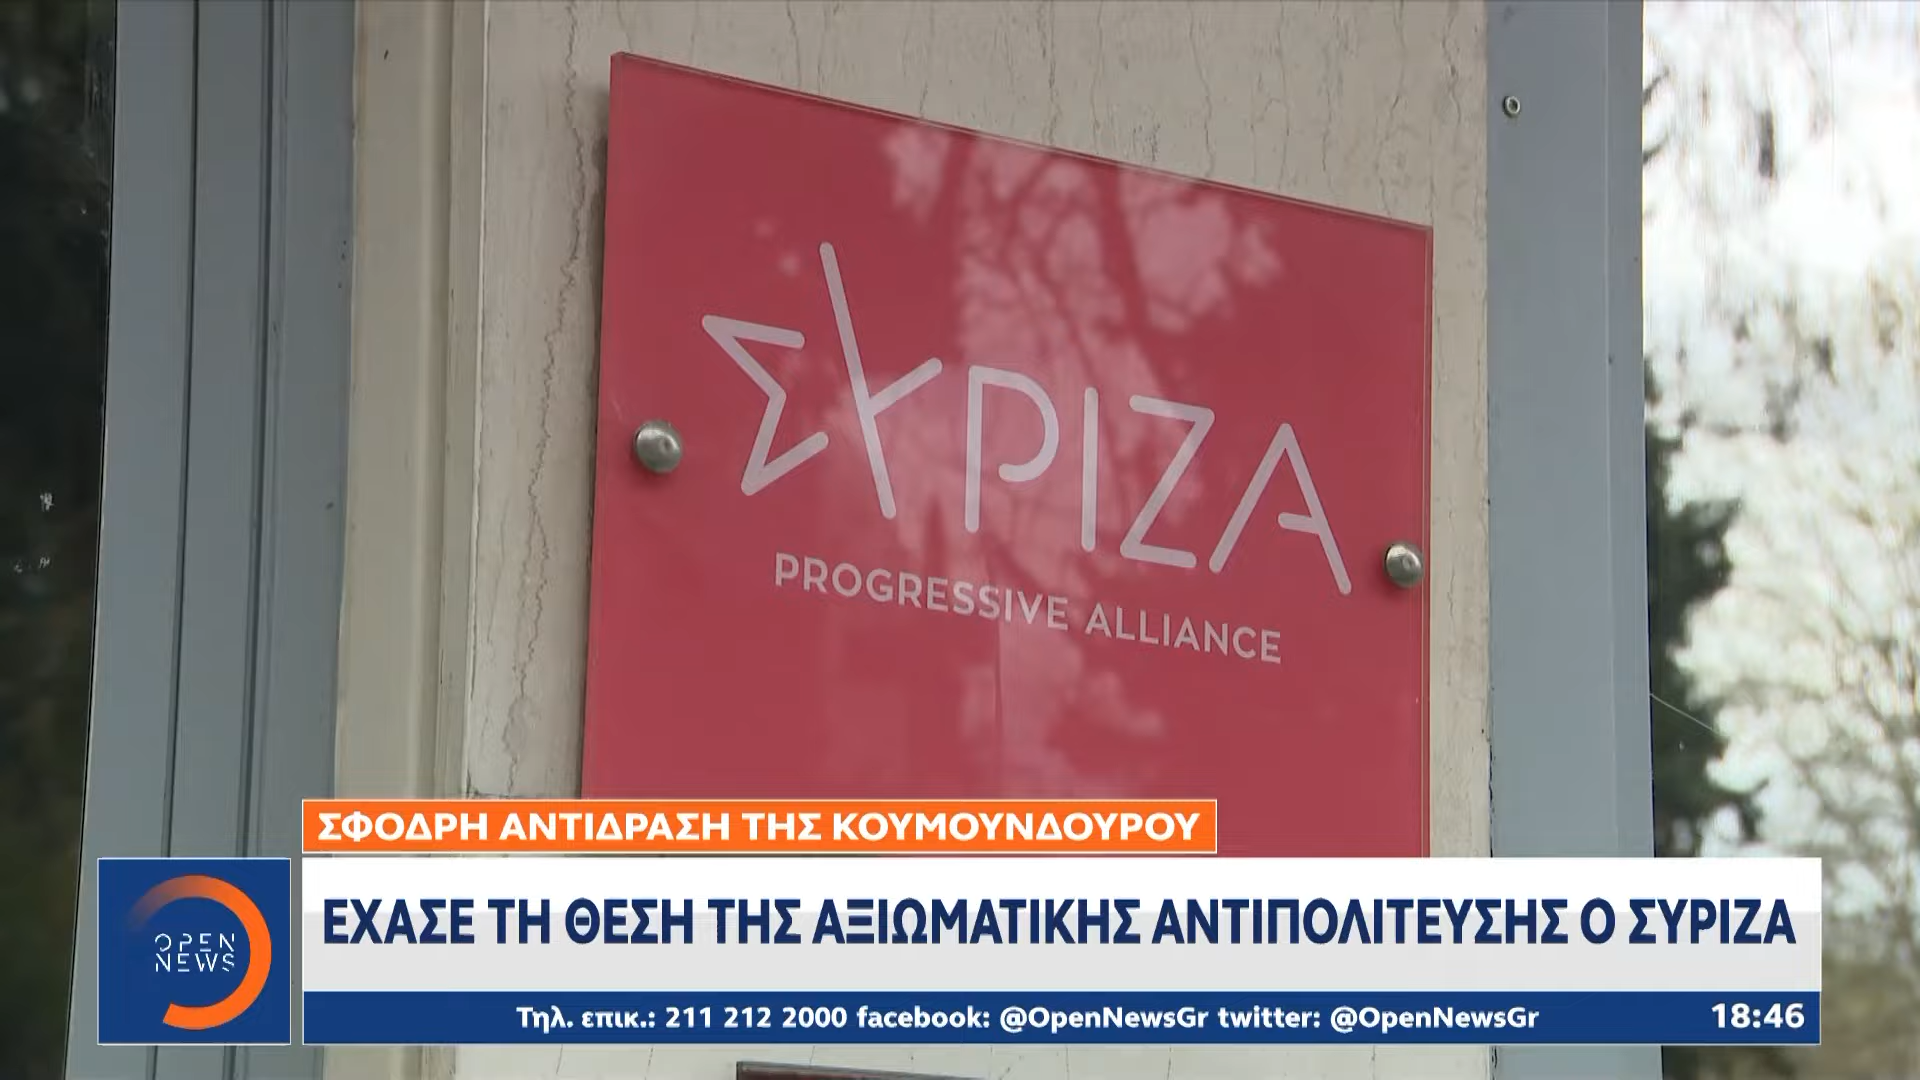 ΣΥΡΙΖΑ
PROGRESSIVE ALLIANCE
ΣΦΟΔΡΗ ΑΝΤΙΔΡΑΣΗ ΤΗΣ ΚΟΥΜΟΥΝΔΟΥΡΟΥ
ΕΧΑΣΕ ΤΗ ΘΕΣΗ ΤΗΣ ΑΞΙΩΜΑΤΙΚΗΣ ΑΝΤΙΠΟΛΙΤΕΥΣΗΣ Ο ΣΥΡΙΖΑ
OPEN
NEWS
Τηλ. επικ.: 211 212 2000 facebook: @OpenNewsGr twitter: @OpenNewsGr
18:46